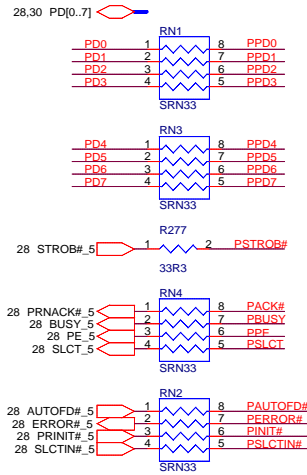 28,30 PD[0..7]
RN1
PD0 1 8 PPD0
PD1 2 7 PPD1
PD2 3 6 PPD2
PD3 4 5 PPD3
SRN33
RN3
PD4 1 8 PPD4
PD5 2 7 PPD5
PD6 3 6 PPD6
PD7 4 5 PPD7
SRN33
R277
28 STROB#_5 1 2 PSTROB#
33R3
RN4
28 PRNACK#_5 1 8 PACK#
28 BUSY_5 2 7 PBUSY
28 PE_5 3 6 PPE
28 SLCT_5 4 5 PSLCT
SRN33
RN2
28 AUTOFD#_5 1 8 PAUTOFD#
28 ERROR#_5 2 7 PERROR#
28 PRINIT#_5 3 6 PINIT#
28 SLCTIN#_5 4 5 PSLCTIN#
SRN33